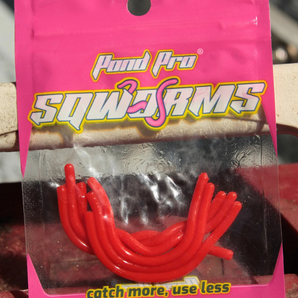 Pond Pro®
SQWORMS
catch more, use less